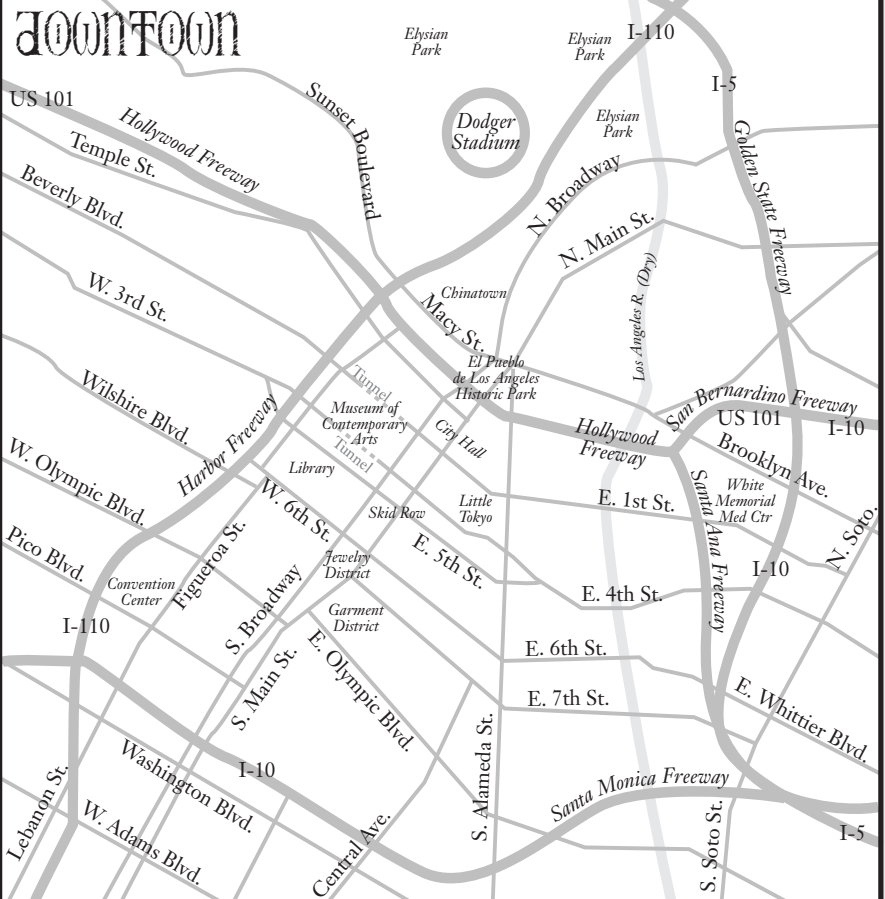 downtown
Elysian
Park
Elysian
Park
I-110
I-5
US 101
Hollywood Freeway
Sunset Boulevard
Dodger
Stadium
Elysian
Park
Temple St.
Golden State Freeway
Beverly Blvd.
N. Broadway
N. Main St.
W. 3rd St.
Chinatown
Macy St.
Los Angeles R. (Dry)
El Pueblo
de Los Angeles
Historic Park
Tunnel
Museum of
Contemporary
Arts
Tunnel
City Hall
San Bernardino Freeway
US 101
I-10
Wilshire Blvd.
Harbor Freeway
Hollywood
Freeway
Brooklyn Ave.
W. Olympic Blvd.
Library
W. 6th St.
Skid Row
Little
Tokyo
E. 1st St.
White
Memorial
Med Ctr
Santa Ana Freeway
N. Soto.
Pico Blvd.
Figueroa St.
Jewelry
District
E. 5th St.
Convention
Center
I-10
E. 4th St.
S. Broadway
Garment
District
I-110
E. 6th St.
E. Olympic Blvd.
S. Main St.
E. 7th St.
E. Whittier Blvd.
S. Alameda St.
Washington Blvd.
I-10
Santa Monica Freeway
Lebanon St.
W. Adams Blvd.
Central Ave.
S. Soto St.
I-5